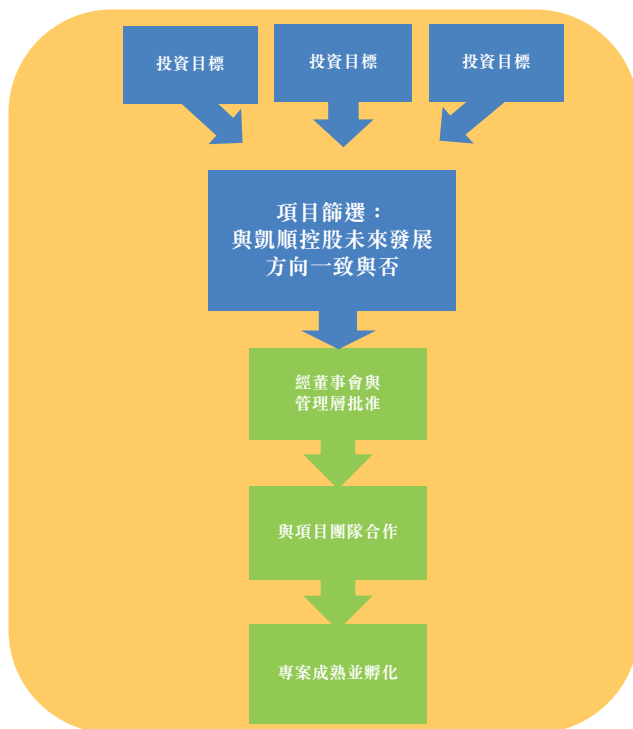 投資目標
投資目標
投資目標
項目篩選：
與凱順控股未來發展
方向一致與否
經董事會與
管理層批准
與項目團隊合作
專案成熟並孵化